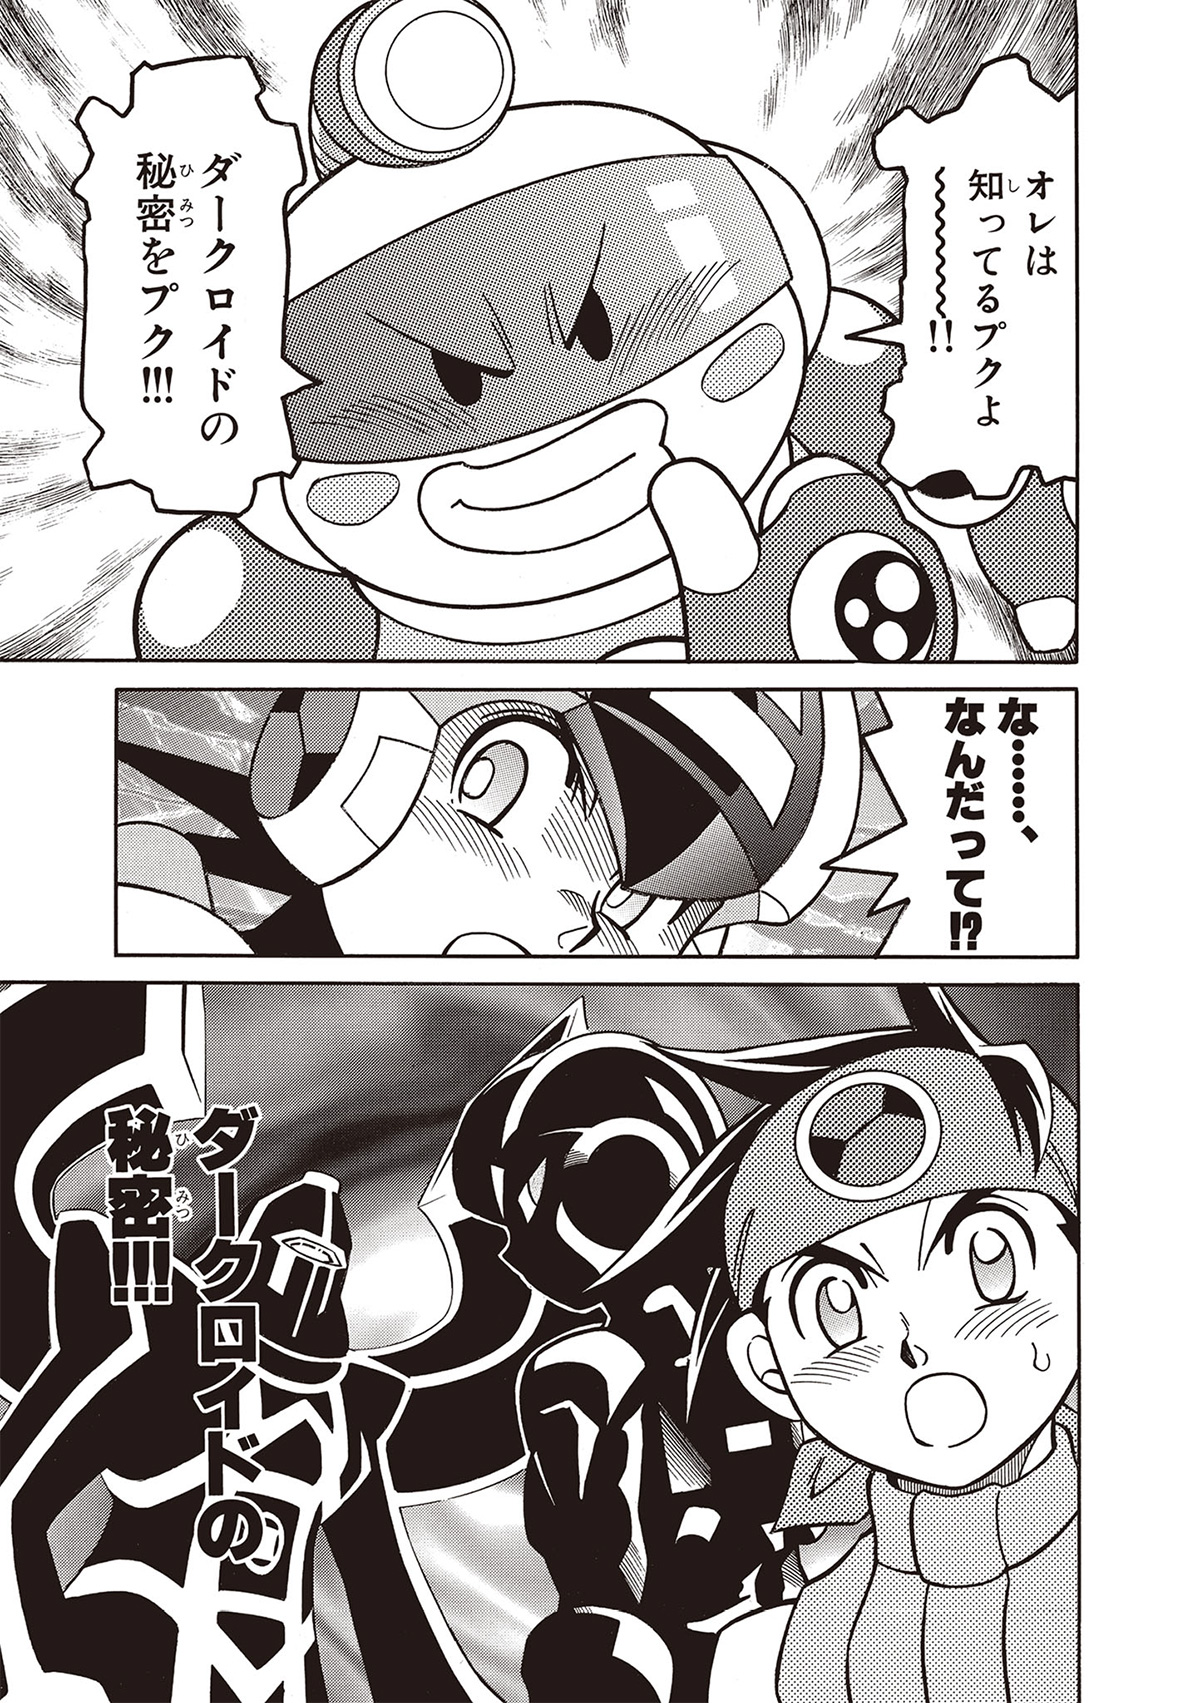 オレは
知ってるプクよ
～～～～!!
ダークロイドの
秘密をプク!!!
な……、
なんだって!?
ダークロイドの
秘密!!!